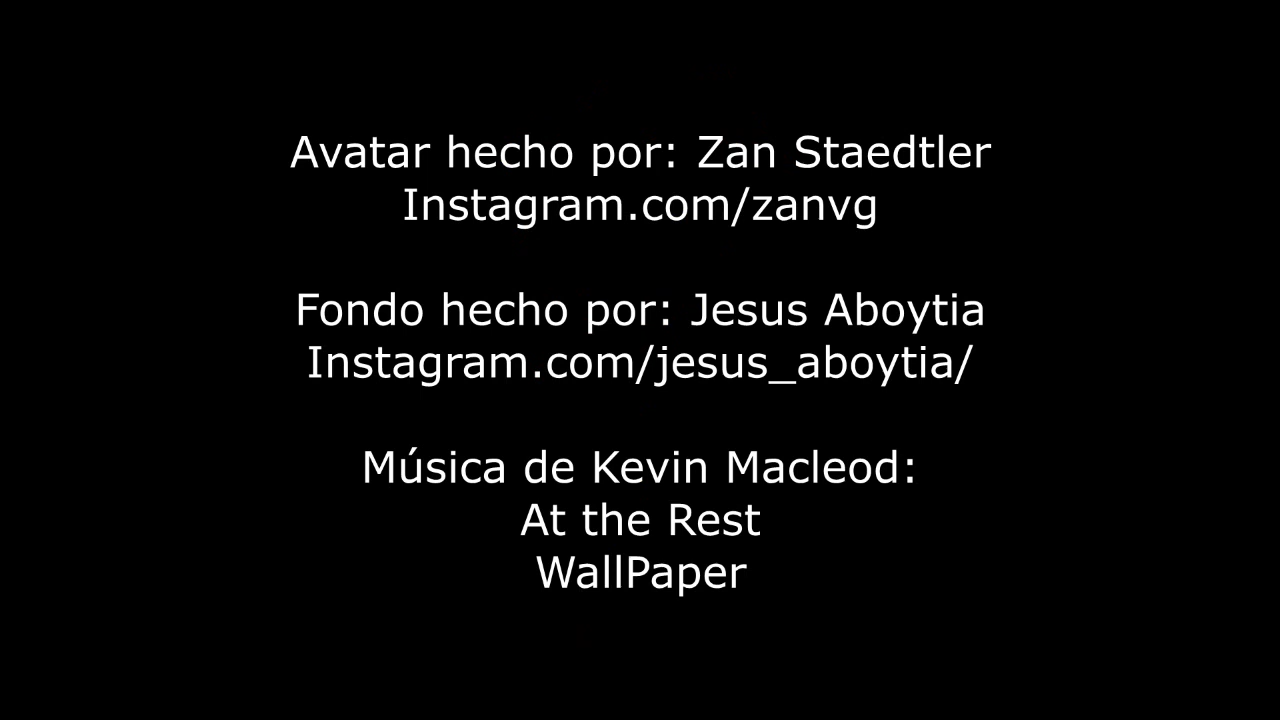 Avatar hecho por: Zan Staedtler
Instagram.com/zanvg
Fondo hecho por: Jesus Aboytia
Instagram.com/jesus_aboytia/
Música de Kevin Macleod:
At the Rest
WallPaper